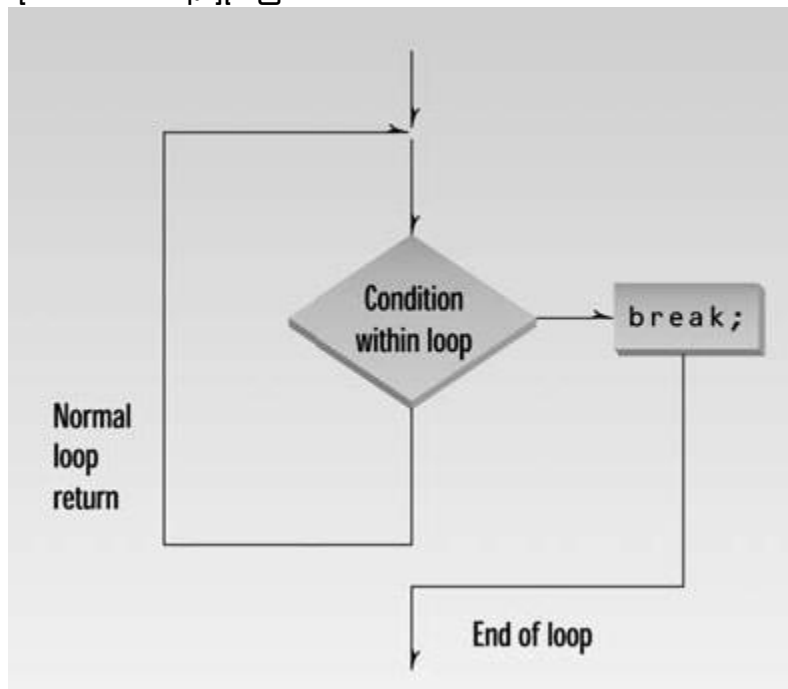 Condition
within loop
break;
Normal
loop
return
End of loop